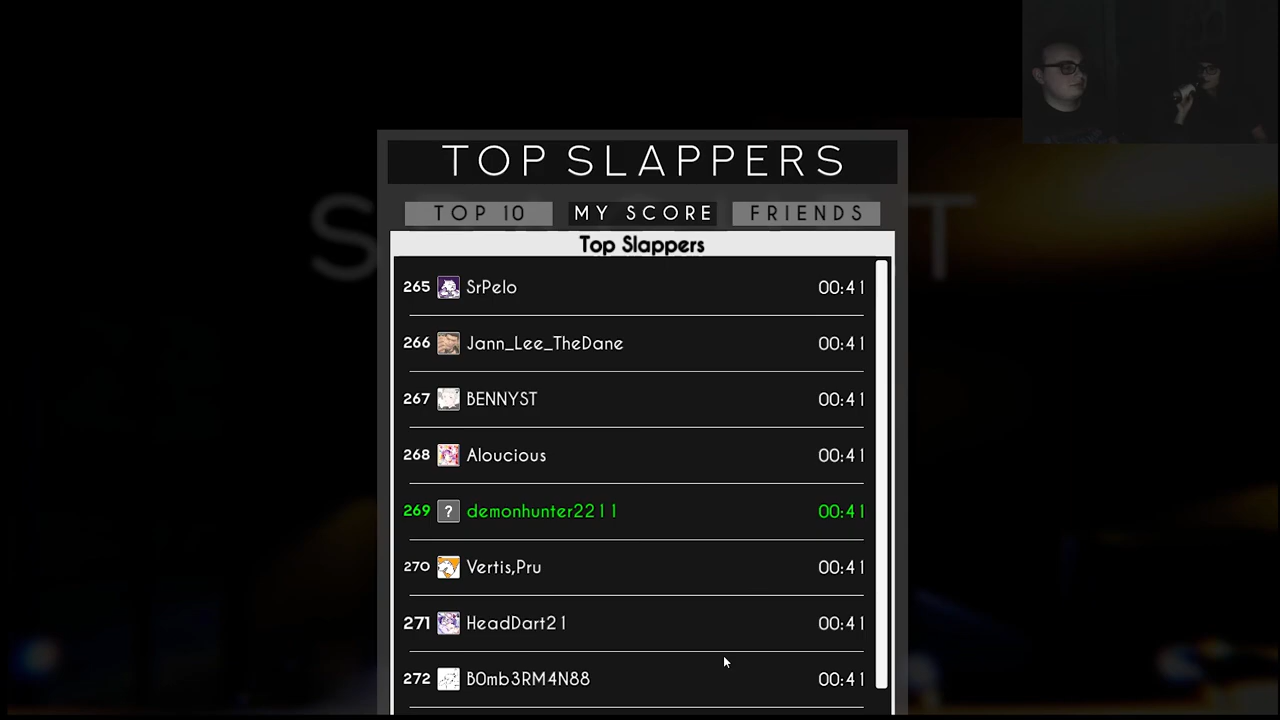 TOP SLAPPERS
TOP 10 MY SCORE FRIENDS
Top Slappers
265 SrPelo 00:41
266 Jann_Lee_TheDane 00:41
267 BENNYST 00:41
268 Aloucious 00:41
269 ? demonhunter2211 00:41
270 Vertis,Pru 00:41
271 HeadDart21 00:41
272 B0mb3RM4N88 00:41